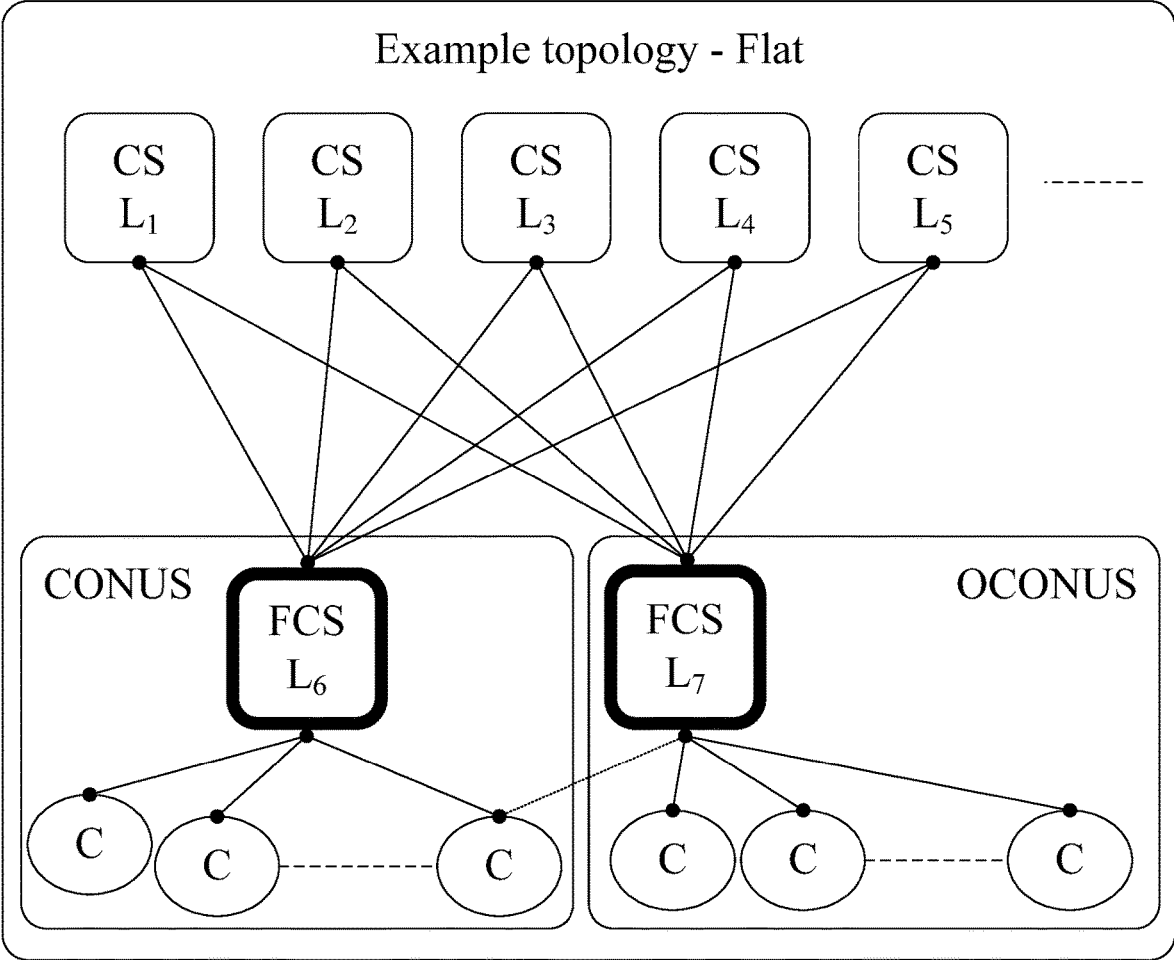 Example topology - Flat
CS
L₁
CS
L₂
CS
L₃
CS
L₄
CS
L₅
CONUS
FCS
L₆
OCONUS
FCS
L₇
C
C
C
C
C
C